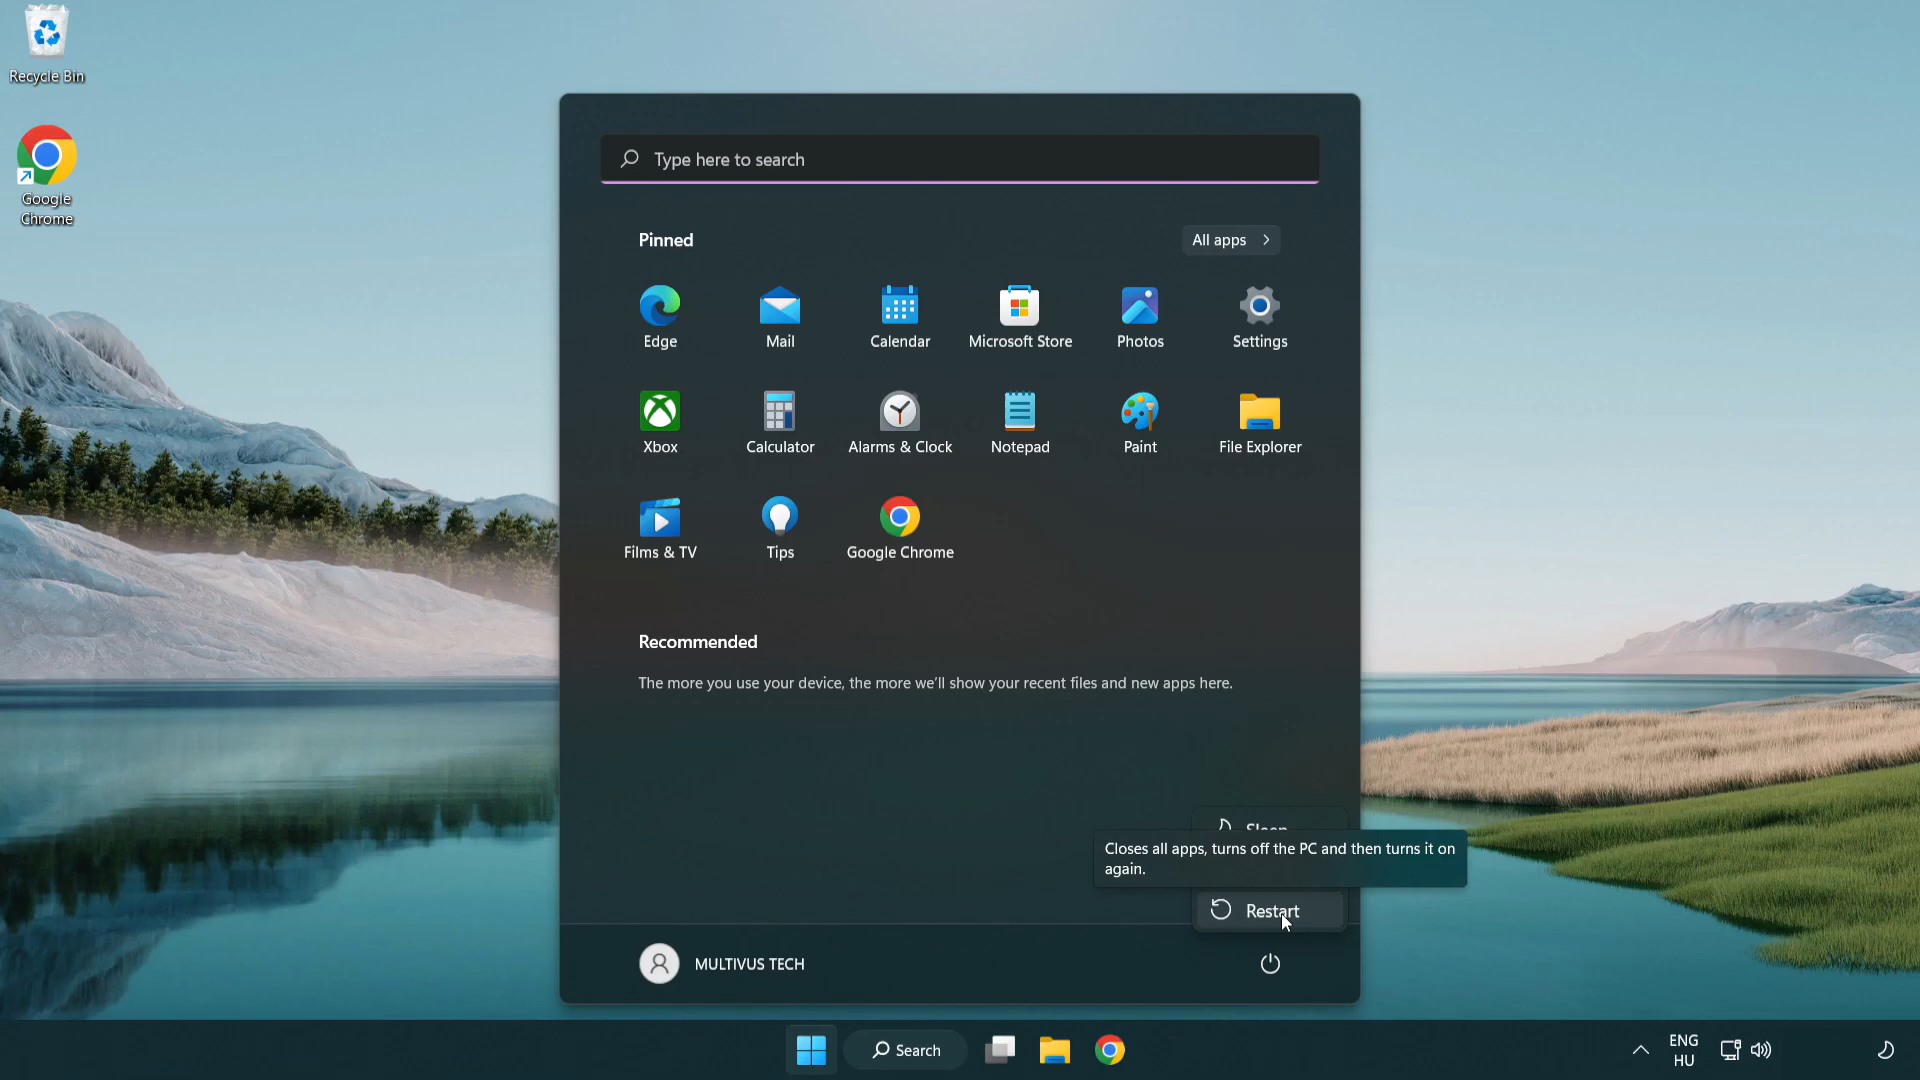 Recycle Bin
Google
Chrome
Type here to search
Pinned
All apps
Edge
Mail
Calendar
Microsoft Store
Photos
Settings
Xbox
Calculator
Alarms & Clock
Notepad
Paint
File Explorer
Films & TV
Tips
Google Chrome
Recommended
The more you use your device, the more we'll show your recent files and new apps here.
Sleep
Closes all apps, turns off the PC and then turns it on
again.
Restart
MULTIVUS TECH
Search
ENG
HU